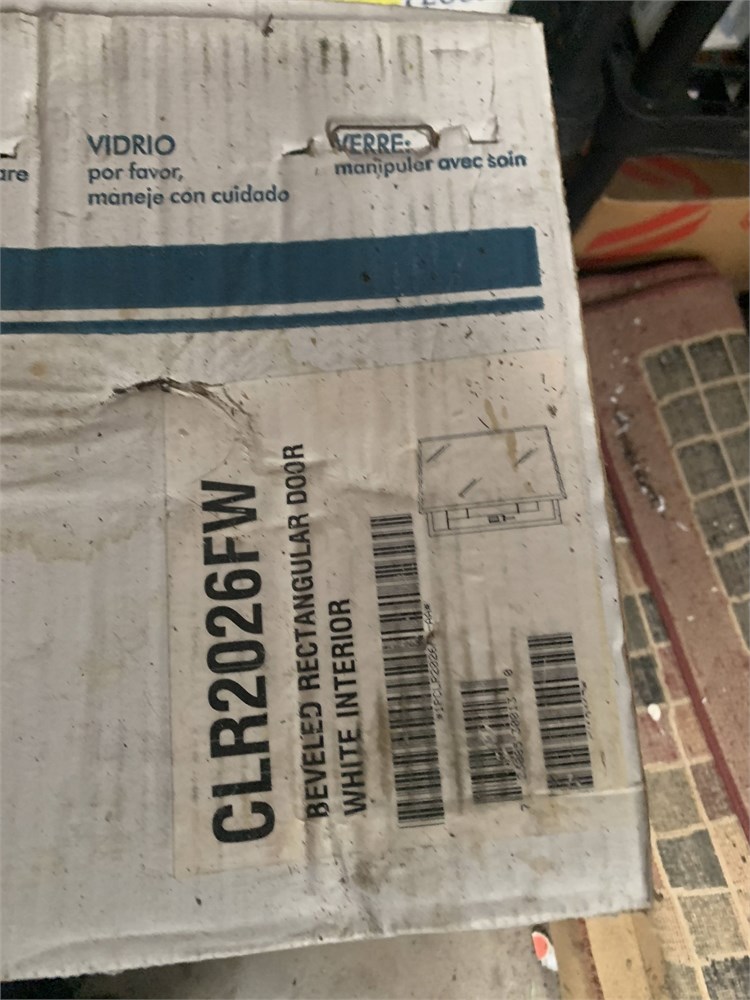 are
VIDRIO
por favor,
maneje con cuidado
VERRE:
manipuler avec soin
CLR2026FW
BEVELED RECTANGULAR DOOR
WHITE INTERIOR